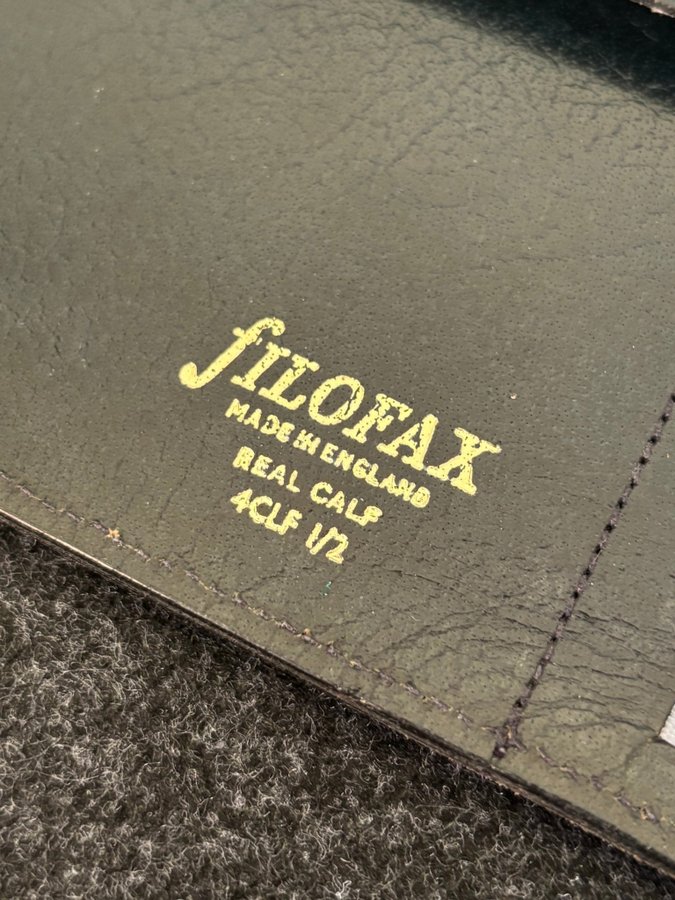 fILOFAX
MADE IN ENGLAND
REAL CALF
4CLF 1/2